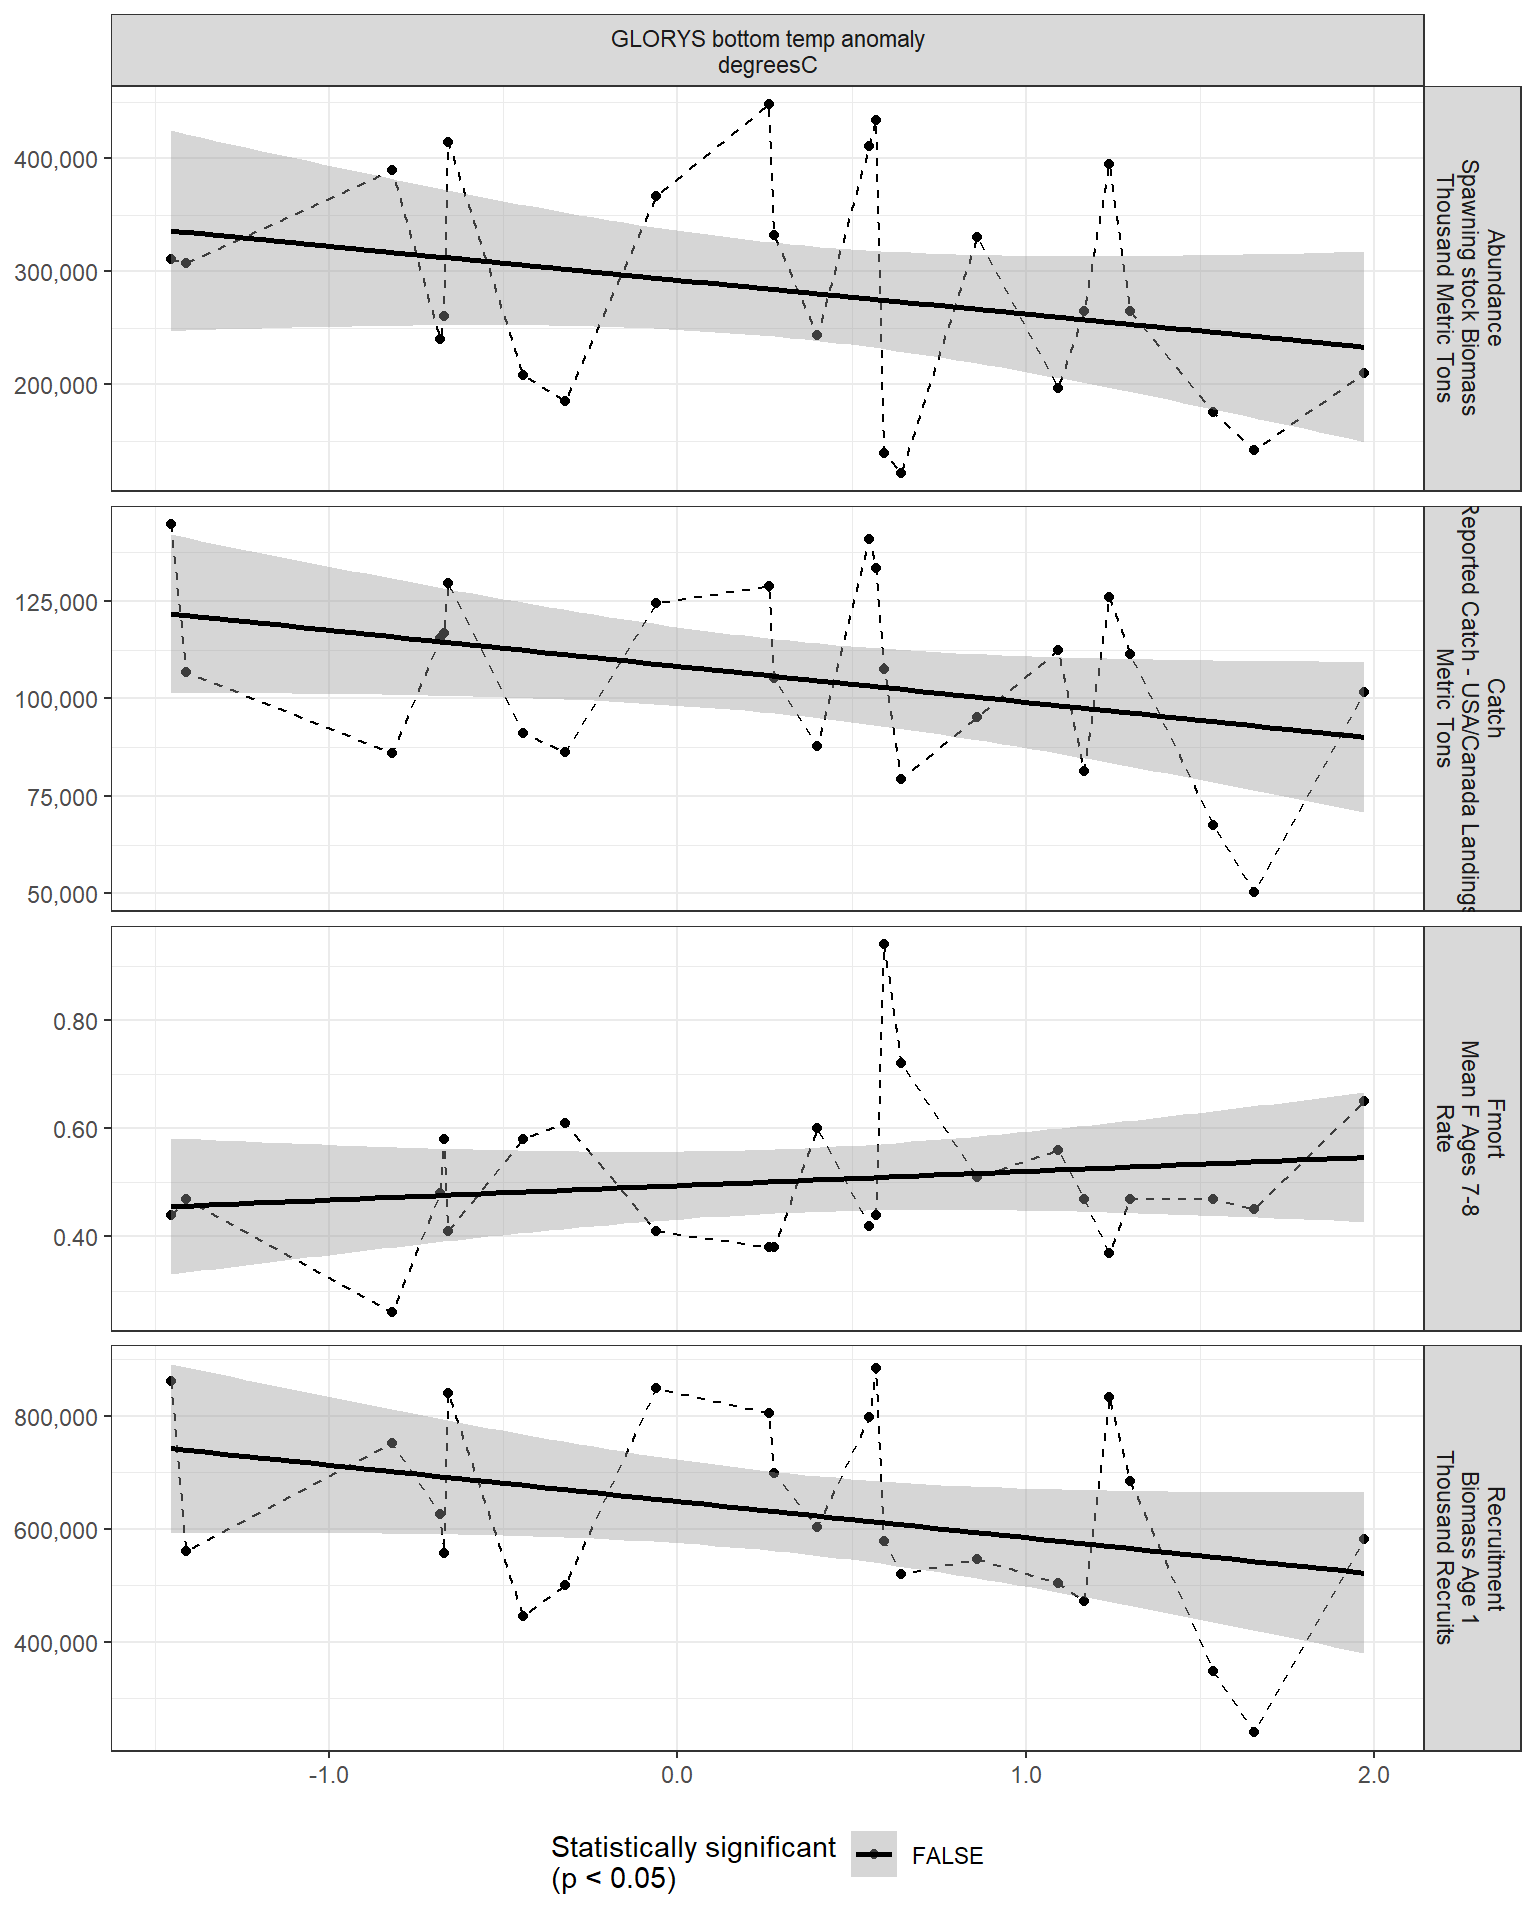 GLORYS bottom temp anomaly
degreesC
400,000
300,000
200,000
Abundance
Spawning stock Biomass
Thousand Metric Tons
125,000
100,000
75,000
50,000
Catch
Reported Catch - USA/Canada Landings
Metric Tons
0.80
0.60
0.40
Fmort
Mean F Ages 7-8
Rate
800,000
600,000
400,000
Recruitment
Biomass Age 1
Thousand Recruits
-1.0
0.0
1.0
2.0
Statistically significant
(p < 0.05)
FALSE